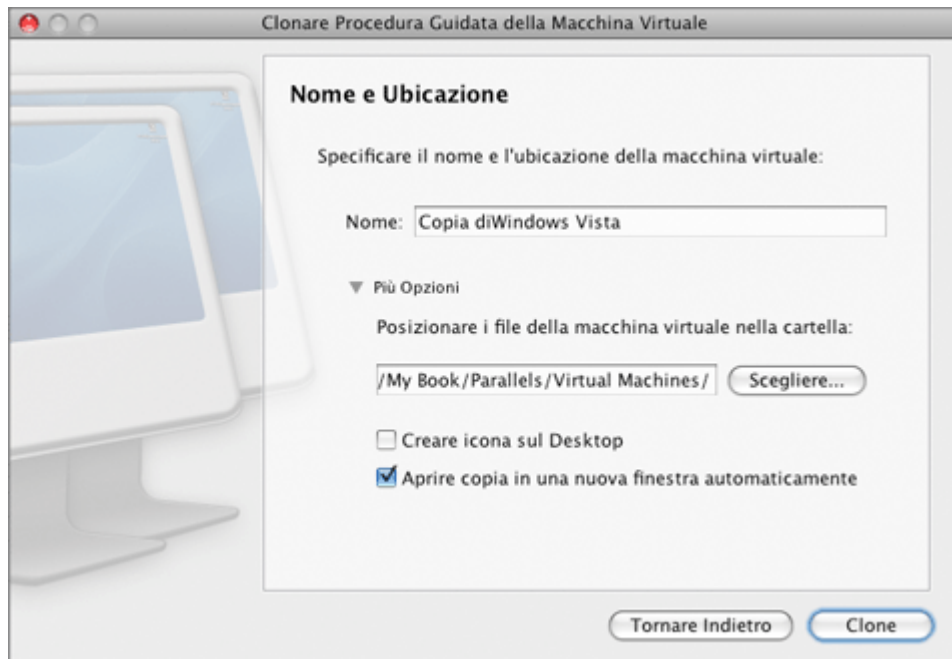 Clonare Procedura Guidata della Macchina Virtuale
Nome e Ubicazione
Specificare il nome e l'ubicazione della macchina virtuale:
Nome: Copia diWindows Vista
Più Opzioni
Posizionare i file della macchina virtuale nella cartella:
/My Book/Parallels/Virtual Machines/ Scegliere...
Creare icona sul Desktop
Aprire copia in una nuova finestra automaticamente
Tornare Indietro Clone